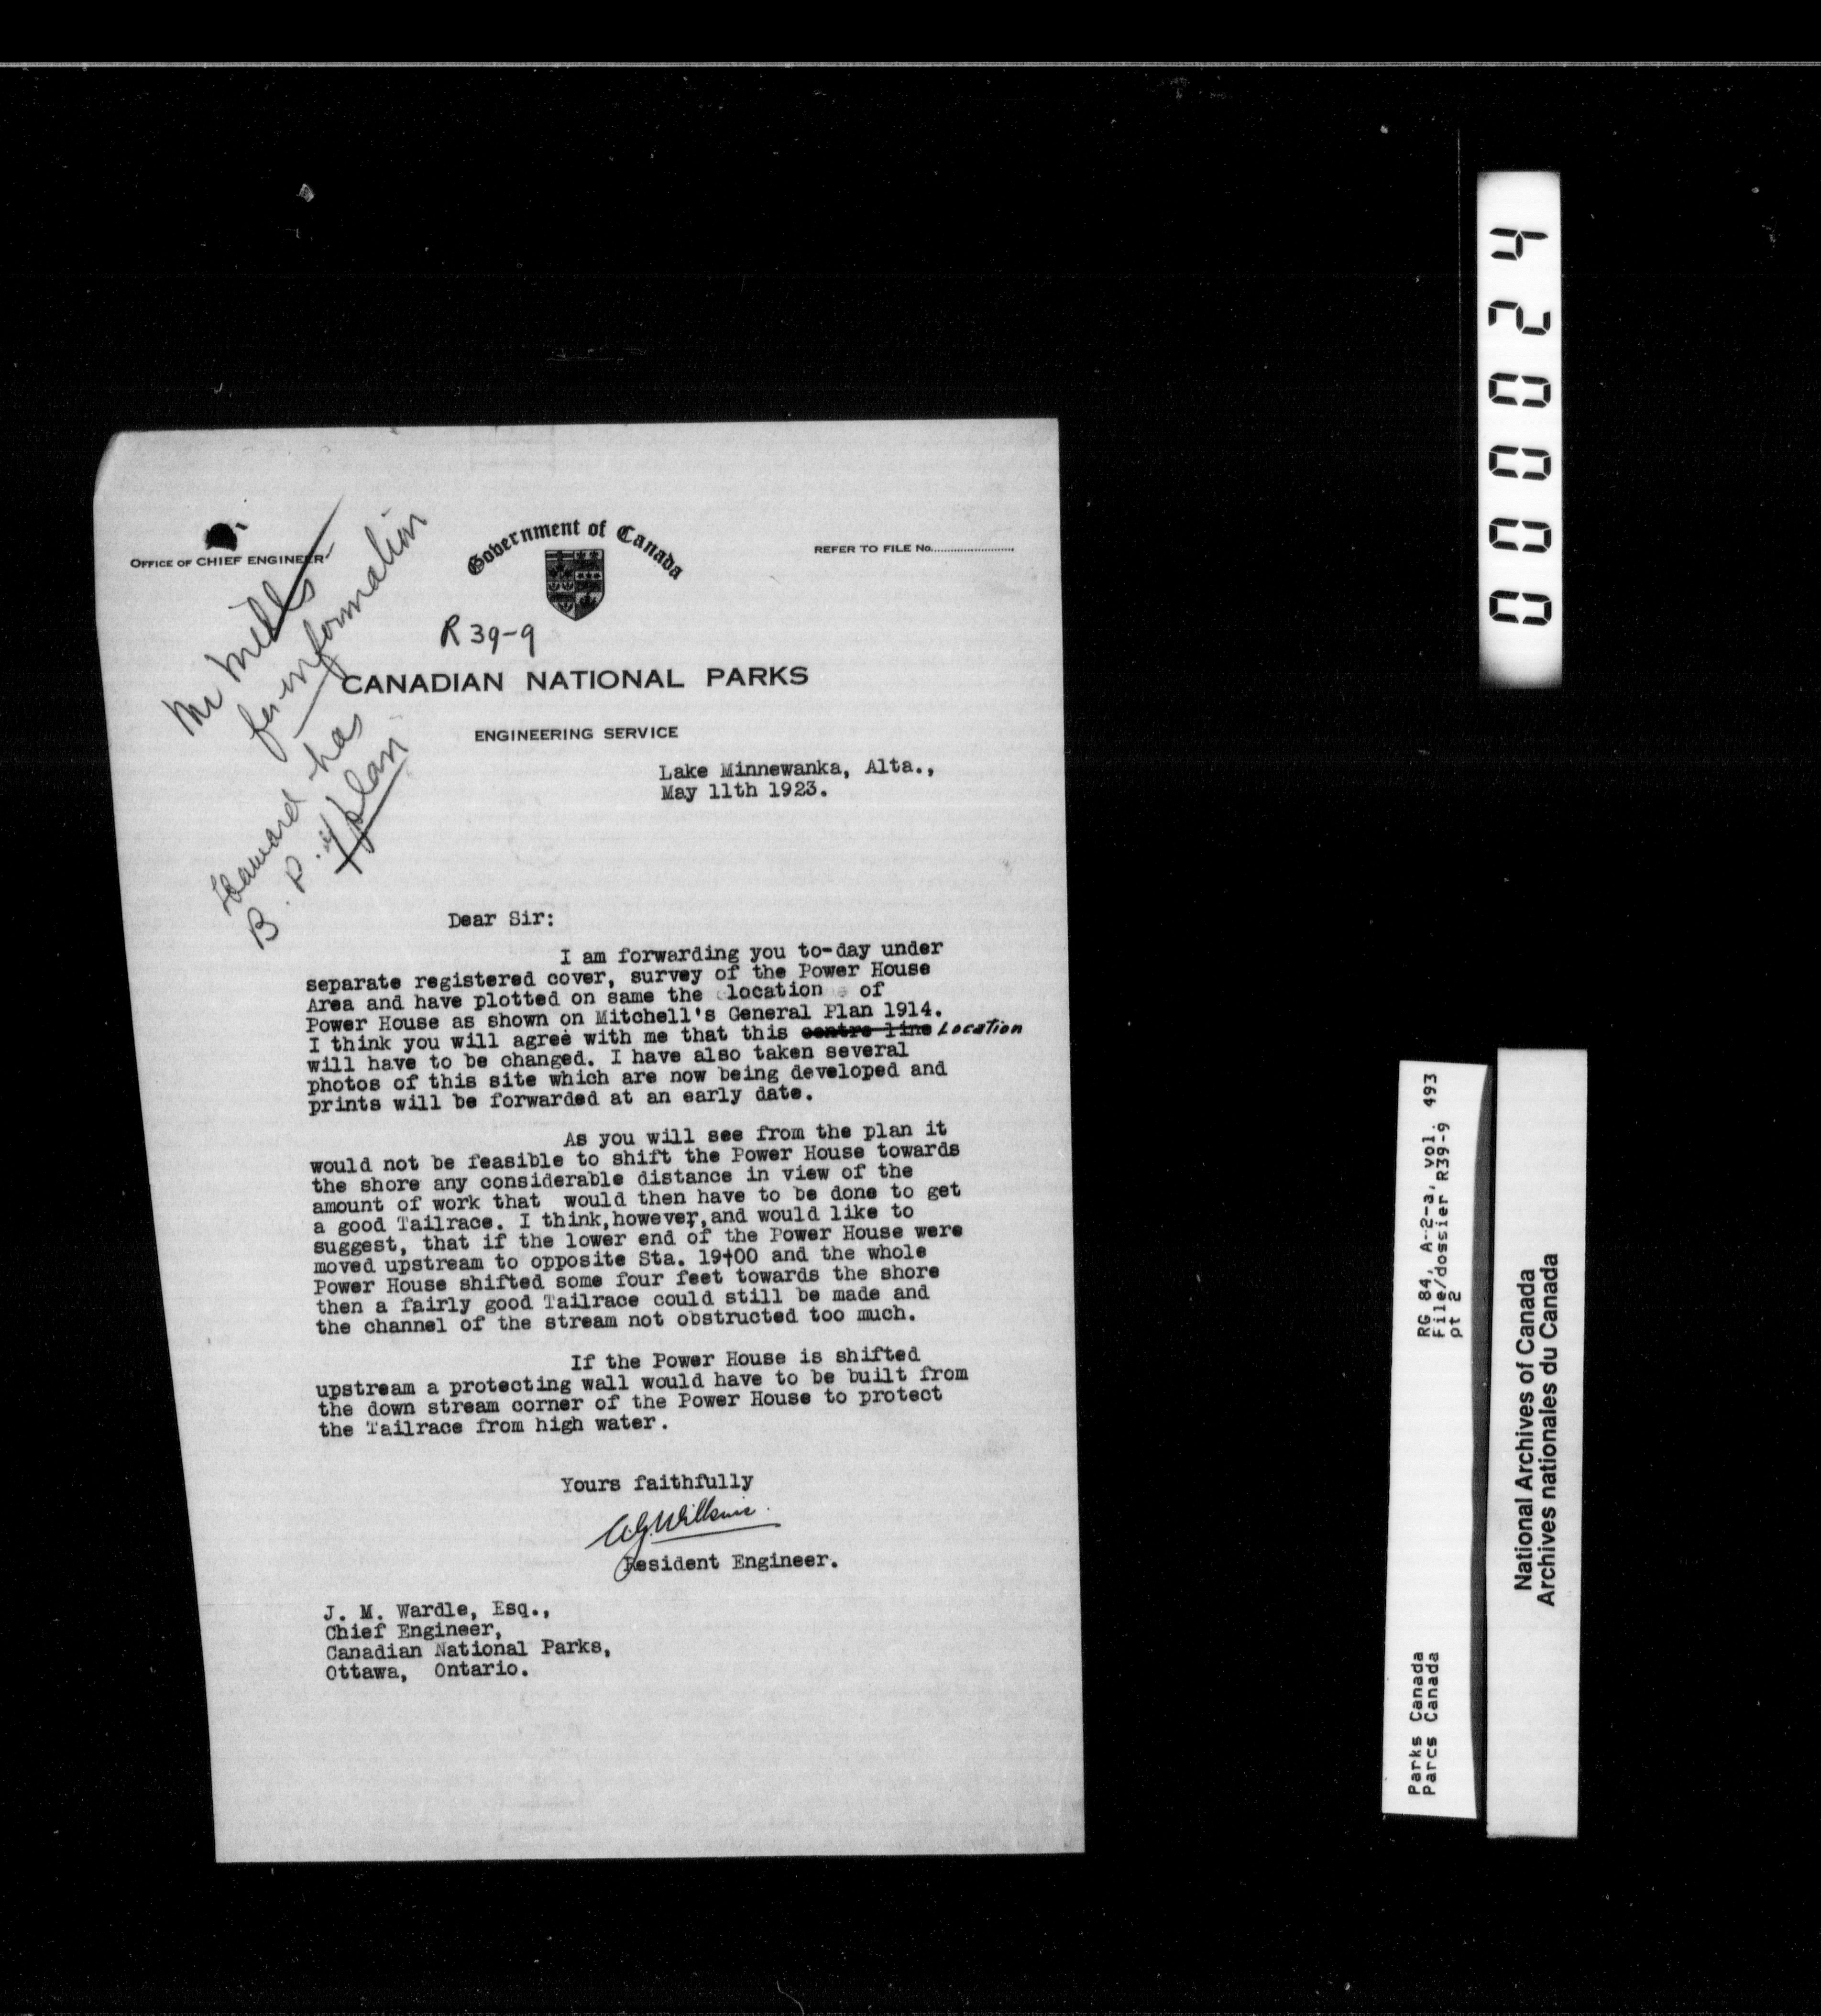 OFFICE OF CHIEF ENGINEER
Government of Canada
REFER TO FILE No.
Mr Mills
for information
Haward has
B. P. of plan
R 39-9
CANADIAN NATIONAL PARKS
ENGINEERING SERVICE
Lake Minnewanka, Alta.,
May 11th 1923.
Dear Sir:
I am forwarding you to-day under
separate registered cover, survey of the Power House
Area and have plotted on same the location of
Power House as shown on Mitchell's General Plan 1914.
I think you will agree with me that this centre line Location
will have to be changed. I have also taken several
photos of this site which are now being developed and
prints will be forwarded at an early date.
As you will see from the plan it
would not be feasible to shift the Power House towards
the shore any considerable distance in view of the
amount of work that would then have to be done to get
a good Tailrace. I think,however,and would like to
suggest, that if the lower end of the Power House were
moved upstream to opposite Sta. 19+00 and the whole
Power House shifted some four feet towards the shore
then a fairly good Tailrace could still be made and
the channel of the stream not obstructed too much.
If the Power House is shifted
upstream a protecting wall would have to be built from
the down stream corner of the Power House to protect
the Tailrace from high water.
Yours faithfully
Resident Engineer.
J. M. Wardle, Esq.,
Chief Engineer,
Canadian National Parks,
Ottawa, Ontario.
000024
Parks Canada
Parcs Canada
RG 84, A-2-a, vol. 493
File/dossier R39-9
pt 2
National Archives of Canada
Archives nationales du Canada